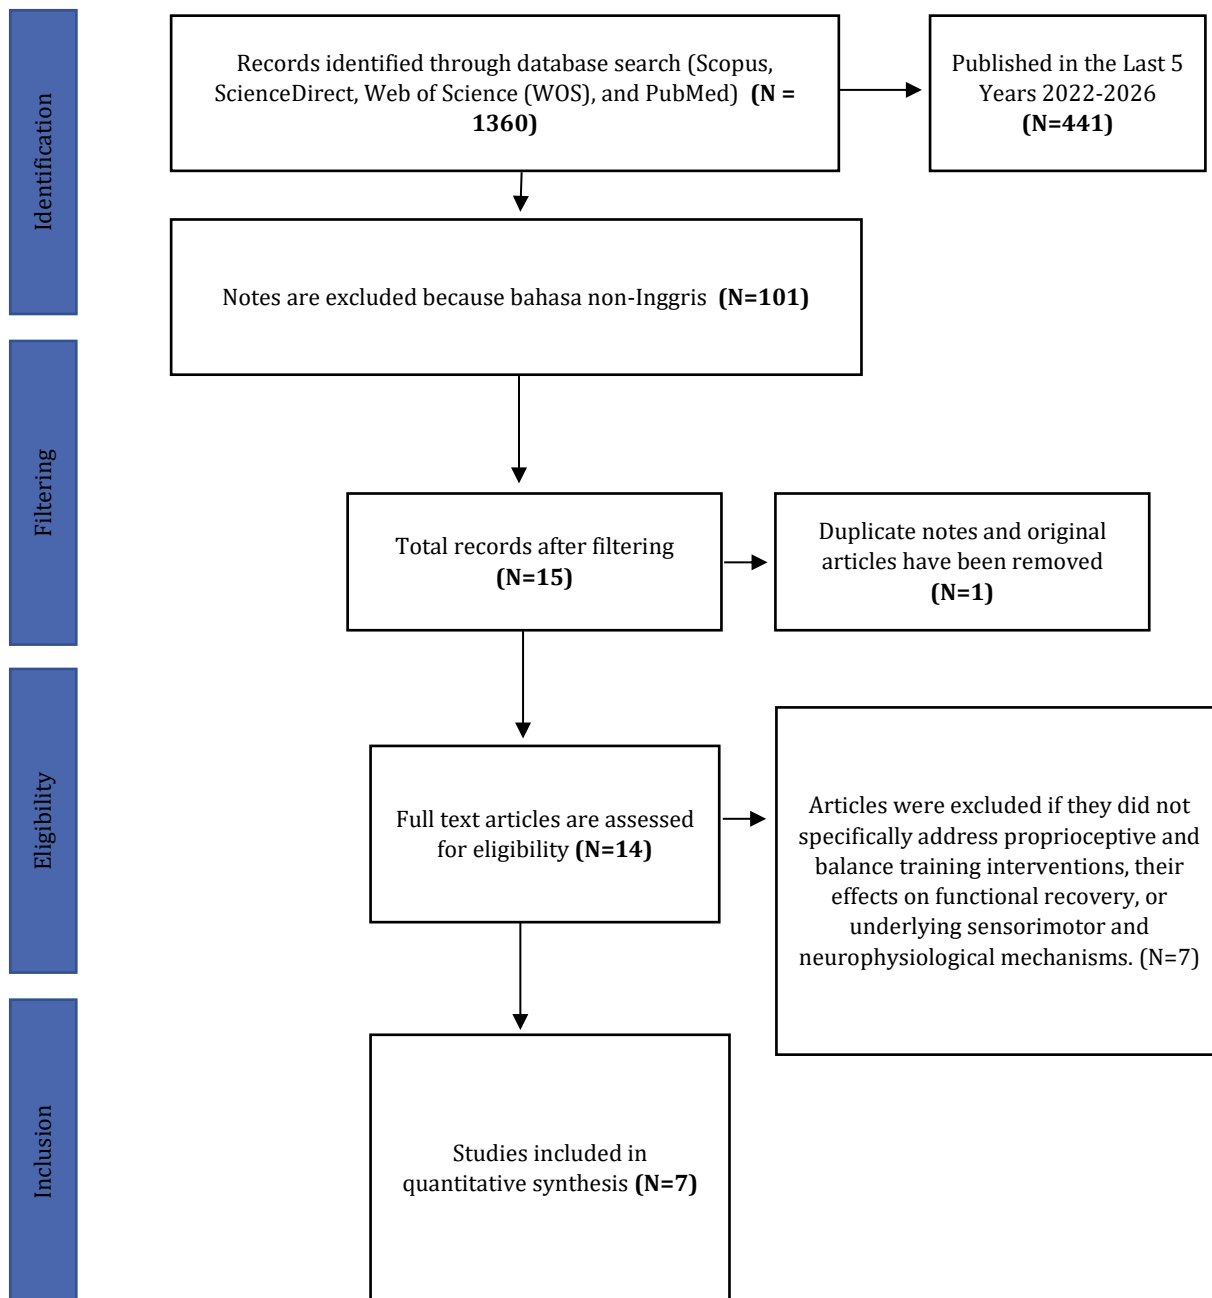 Identification
Records identified through database search (Scopus,
ScienceDirect, Web of Science (WOS), and PubMed) (N =
1360)
Published in the Last 5
Years 2022-2026
(N=441)
Notes are excluded because bahasa non-Inggris (N=101)
Filtering
Total records after filtering
(N=15)
Duplicate notes and original
articles have been removed
(N=1)
Eligibility
Full text articles are assessed
for eligibility (N=14)
Articles were excluded if they did not
specifically address proprioceptive and
balance training interventions, their
effects on functional recovery, or
underlying sensorimotor and
neurophysiological mechanisms. (N=7)
Inclusion
Studies included in
quantitative synthesis (N=7)